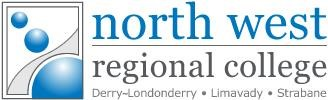 north west
regional college
Derry~Londonderry • Limavady • Strabane